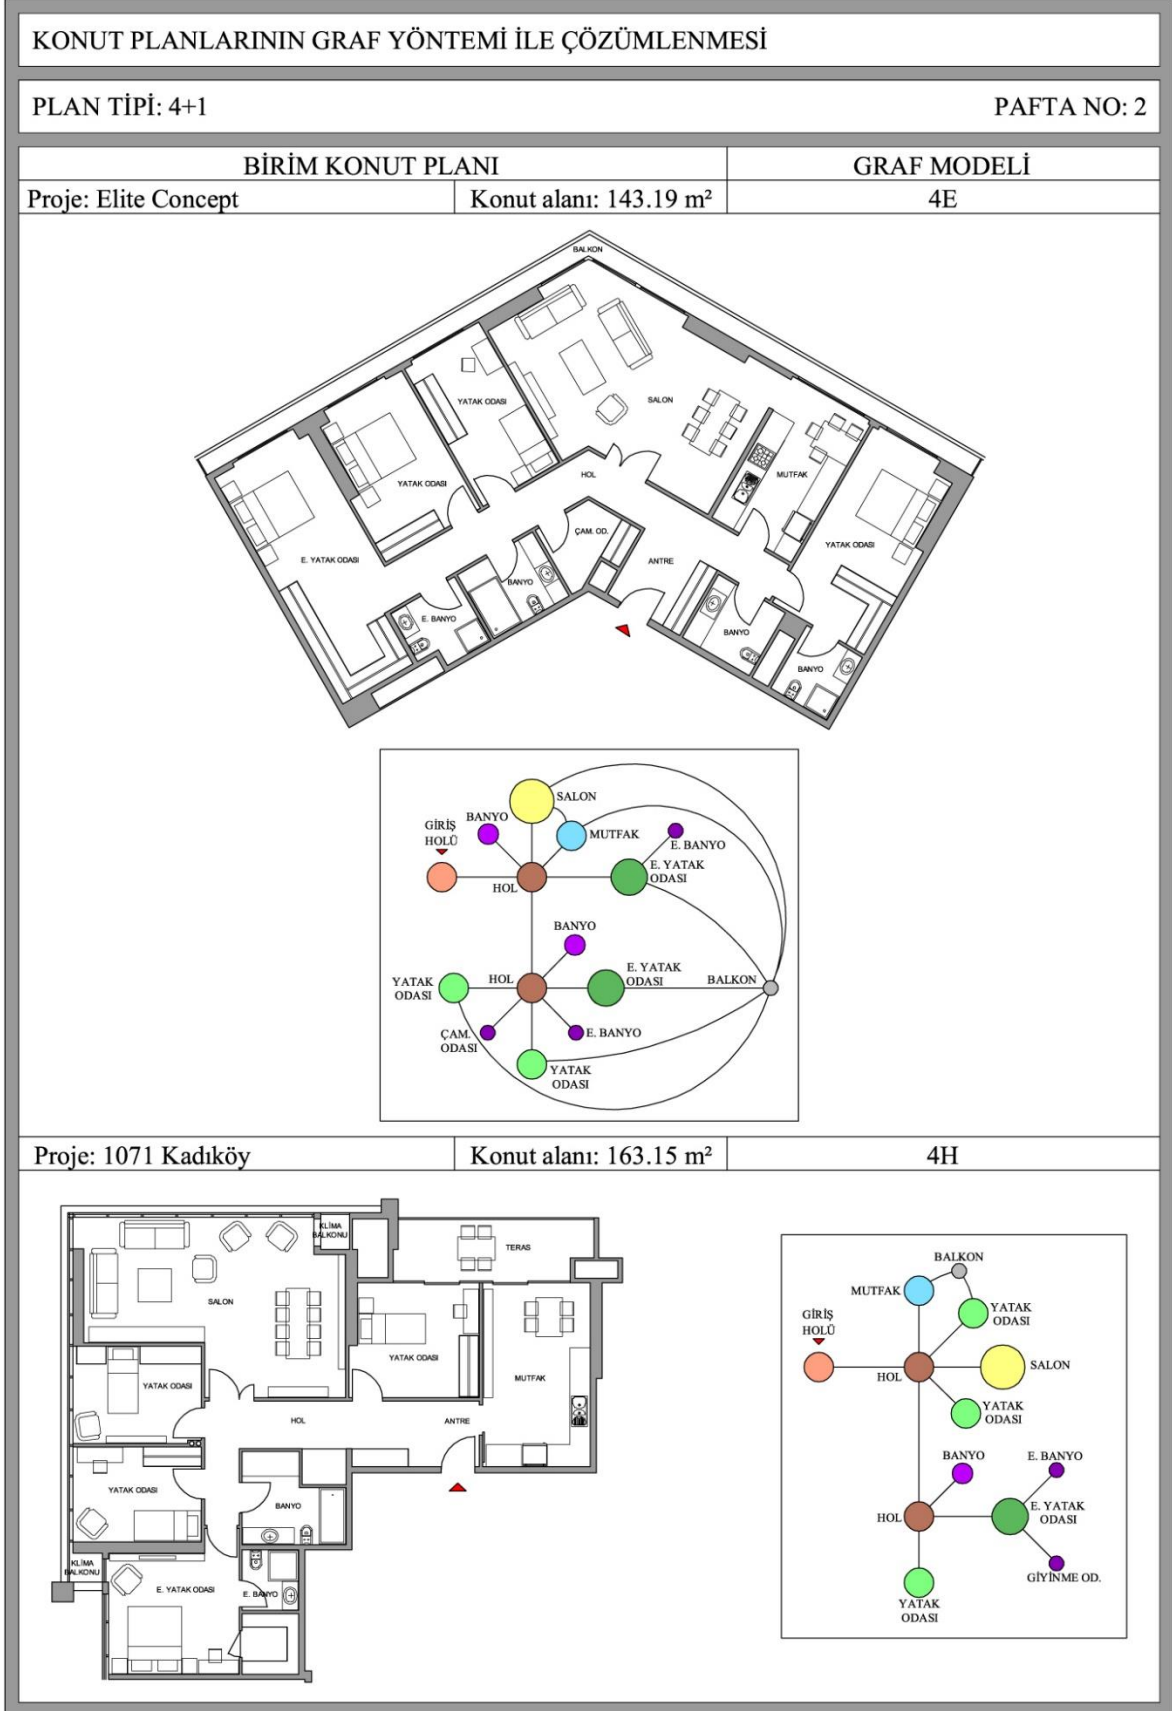 KONUT PLANLARININ GRAF YÖNTEMİ İLE ÇÖZÜMLENMESİ
PLAN TİPİ: 4+1
PAFTA NO: 2
BİRİM KONUT PLANI
GRAF MODELİ
Proje: Elite Concept
Konut alanı: 143.19 m²
4E
BALKON
YATAK ODASI
SALON
YATAK ODASI
HOL
MUTFAK
E. YATAK ODASI
ÇAM. OD.
YATAK ODASI
ANTRE
BANYO
E. BANYO
BANYO
BANYO
SALON
BANYO
GİRİŞ
HOLÜ
MUTFAK
E. BANYO
E. YATAK
ODASI
HOL
BANYO
E. YATAK
ODASI
HOL
YATAK
ODASI
BALKON
ÇAM.
ODASI
E. BANYO
YATAK
ODASI
Proje: 1071 Kadıköy
Konut alanı: 163.15 m²
4H
KLİMA
BALKONU
TERAS
SALON
YATAK ODASI
YATAK ODASI
MUTFAK
HOL
ANTRE
YATAK ODASI
BANYO
KLİMA
BALKONU
E. YATAK ODASI
E. BANYO
BALKON
MUTFAK
YATAK
ODASI
GİRİŞ
HOLÜ
SALON
HOL
YATAK
ODASI
BANYO
E. BANYO
E. YATAK
ODASI
HOL
GİYİNME OD.
YATAK
ODASI